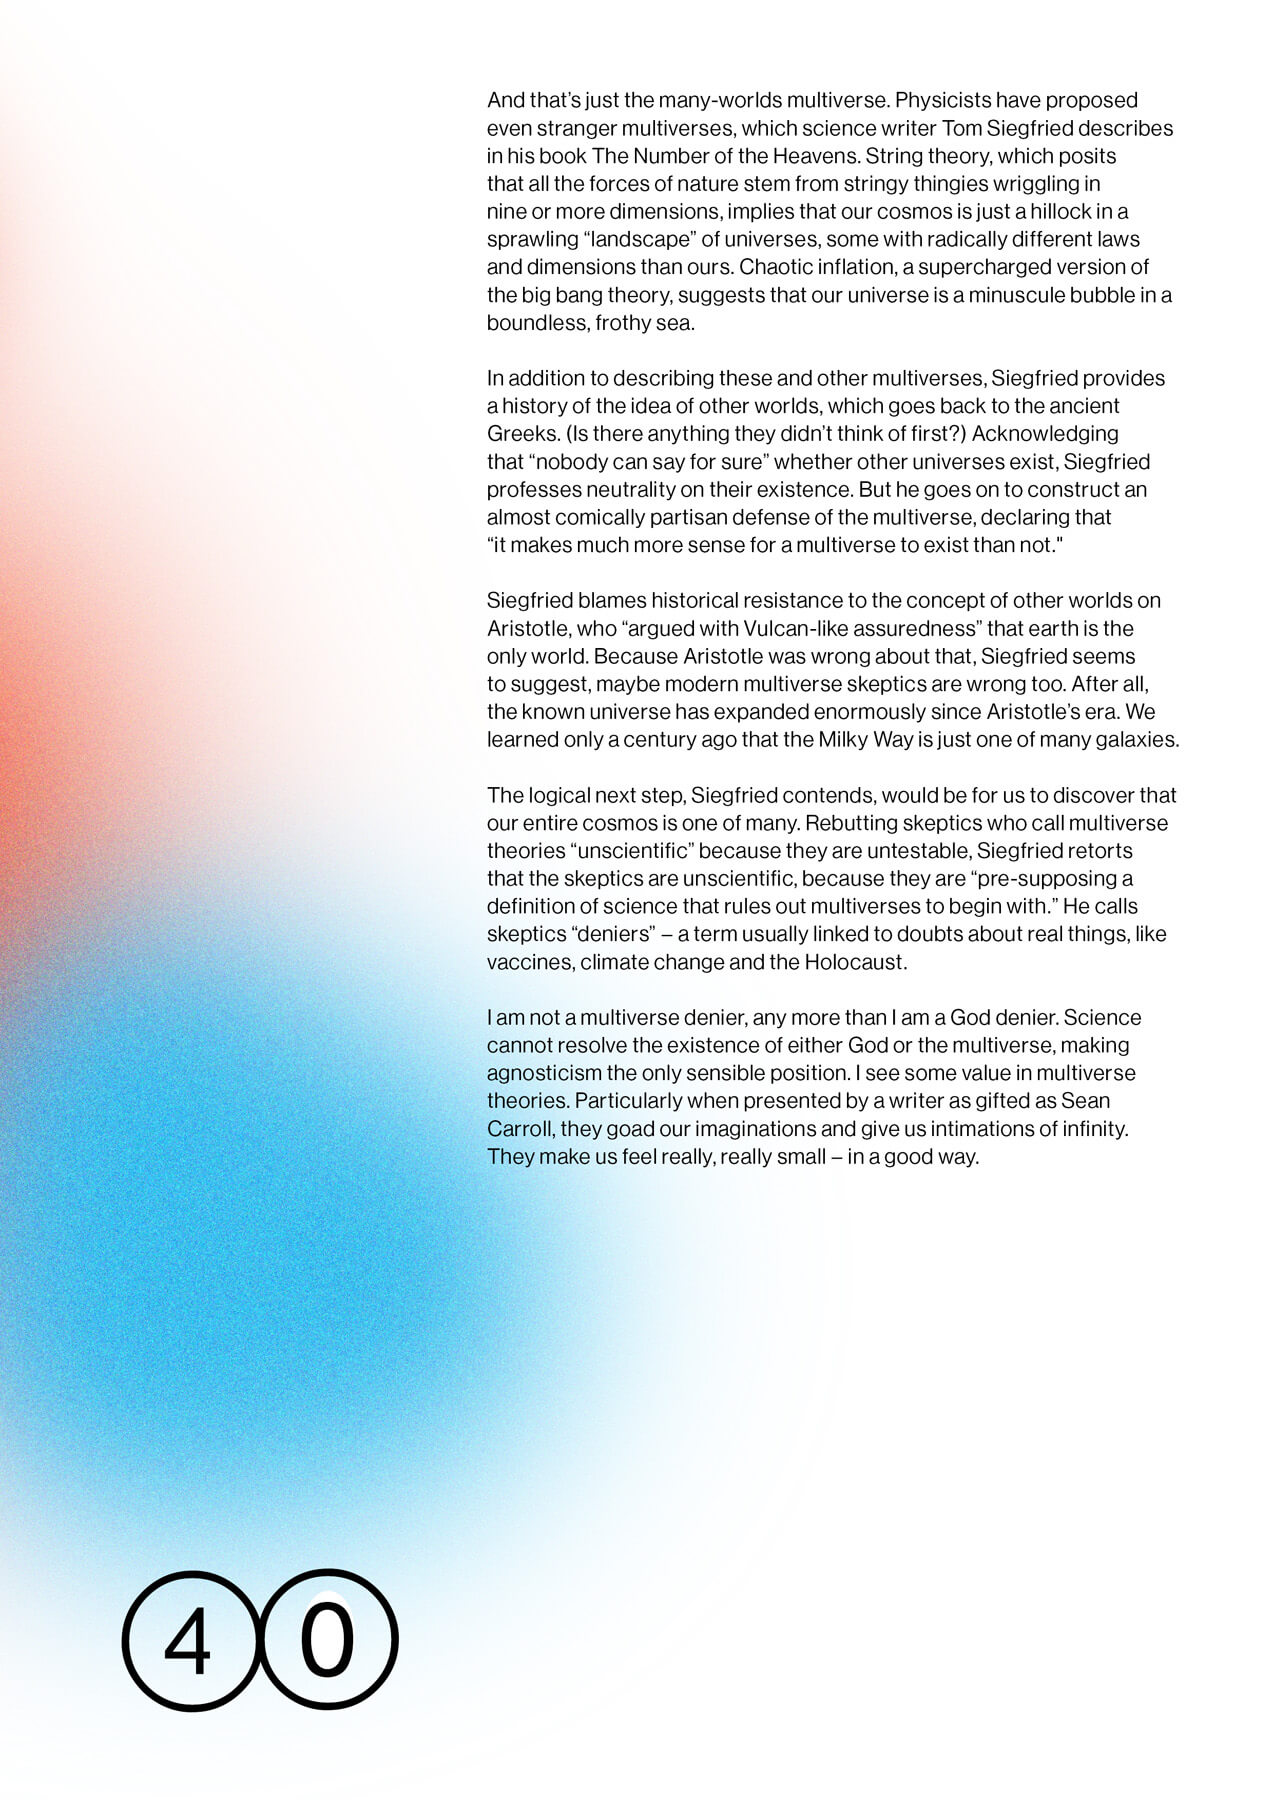 And that’s just the many-worlds multiverse. Physicists have proposed
even stranger multiverses, which science writer Tom Siegfried describes
in his book The Number of the Heavens. String theory, which posits
that all the forces of nature stem from stringy thingies wriggling in
nine or more dimensions, implies that our cosmos is just a hillock in a
sprawling “landscape” of universes, some with radically different laws
and dimensions than ours. Chaotic inflation, a supercharged version of
the big bang theory, suggests that our universe is a minuscule bubble in a
boundless, frothy sea.

In addition to describing these and other multiverses, Siegfried provides
a history of the idea of other worlds, which goes back to the ancient
Greeks. (Is there anything they didn’t think of first?) Acknowledging
that “nobody can say for sure” whether other universes exist, Siegfried
professes neutrality on their existence. But he goes on to construct an
almost comically partisan defense of the multiverse, declaring that
“it makes much more sense for a multiverse to exist than not."

Siegfried blames historical resistance to the concept of other worlds on
Aristotle, who “argued with Vulcan-like assuredness” that earth is the
only world. Because Aristotle was wrong about that, Siegfried seems
to suggest, maybe modern multiverse skeptics are wrong too. After all,
the known universe has expanded enormously since Aristotle’s era. We
learned only a century ago that the Milky Way is just one of many galaxies.

The logical next step, Siegfried contends, would be for us to discover that
our entire cosmos is one of many. Rebutting skeptics who call multiverse
theories “unscientific” because they are untestable, Siegfried retorts
that the skeptics are unscientific, because they are “pre-supposing a
definition of science that rules out multiverses to begin with.” He calls
skeptics “deniers” – a term usually linked to doubts about real things, like
vaccines, climate change and the Holocaust.

I am not a multiverse denier, any more than I am a God denier. Science
cannot resolve the existence of either God or the multiverse, making
agnosticism the only sensible position. I see some value in multiverse
theories. Particularly when presented by a writer as gifted as Sean
Carroll, they goad our imaginations and give us intimations of infinity.
They make us feel really, really small – in a good way.

40